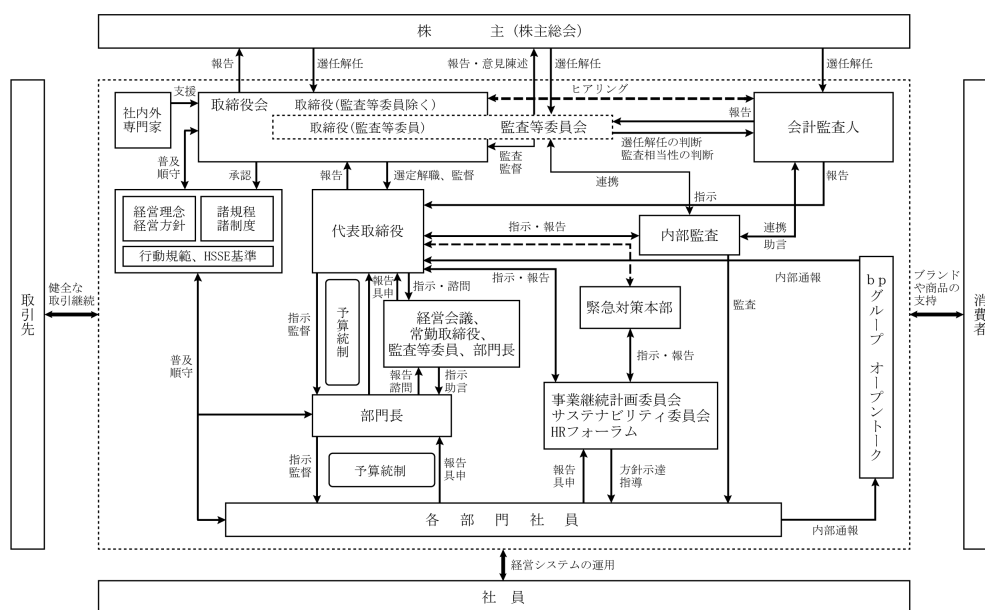 株　　　主（株主総会）
報告
選任解任
報告・意見陳述
選任解任
選任解任
社内外
専門家
支援
取締役会
取締役（監査等委員除く）
取締役（監査等委員）
監査等委員会
ヒアリング
報告
選任解任の判断
監査相当性の判断
会計監査人
普及
順守
承認
報告
選定解職、監督
監査
監督
連携
指示
報告
経営理念
経営方針
諸規程
諸制度
行動規範、HSSE基準
代表取締役
指示・報告
内部監査
連携
助言
指示・報告
内部通報
取引先
健全な
取引継続
指示
監督
予算統制
報告
具申
指示・諮問
経営会議、
常勤取締役、
監査等委員、部門長
緊急対策本部
監査
bpグループ　オープントーク
ブランド
や商品の
支持
消費者
普及
順守
報告
諮問
指示
助言
指示・報告
部門長
事業継続計画委員会
サステナビリティ委員会
HRフォーラム
指示
監督
予算統制
報告
具申
報告
具申
方針示達
指導
各　部　門　社　員
内部通報
経営システムの運用
社　員